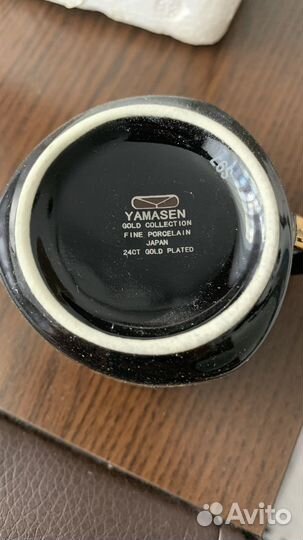 YAMASEN
GOLD COLLECTION
FINE PORCELAIN
JAPAN
24CT GOLD PLATED
Avito